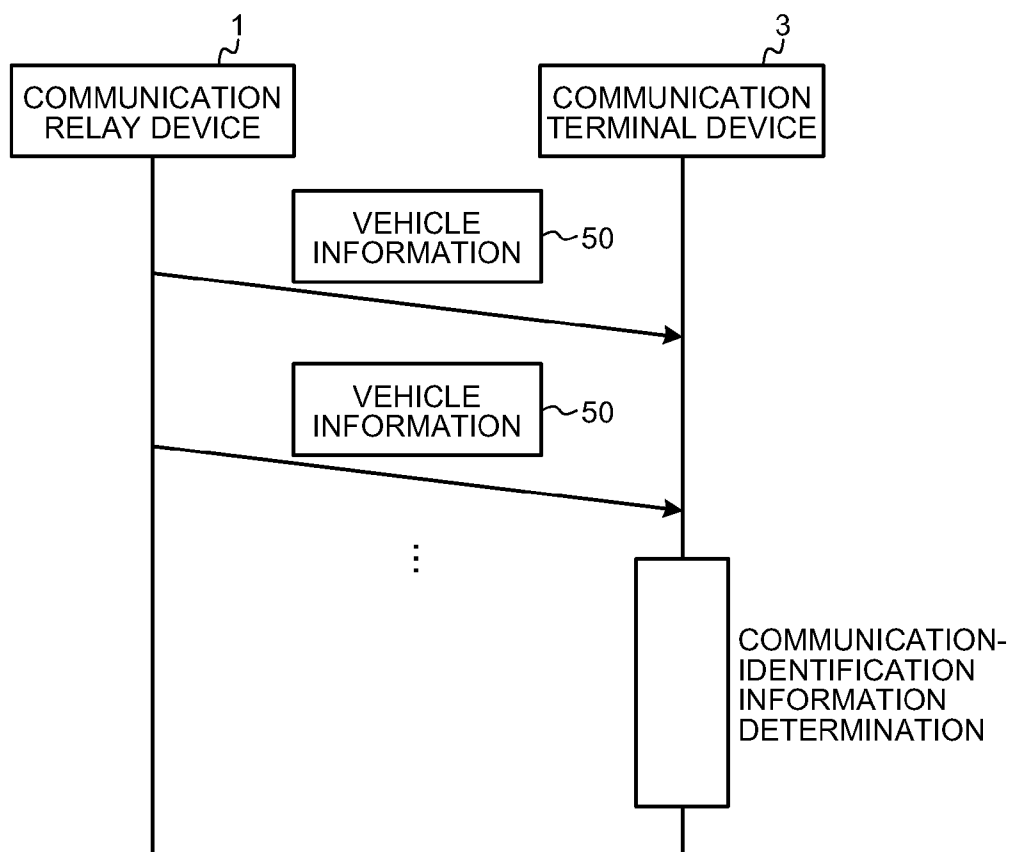 1
3
COMMUNICATION
RELAY DEVICE
COMMUNICATION
TERMINAL DEVICE
VEHICLE
INFORMATION
50
VEHICLE
INFORMATION
50
⋮
COMMUNICATION-
IDENTIFICATION
INFORMATION
DETERMINATION